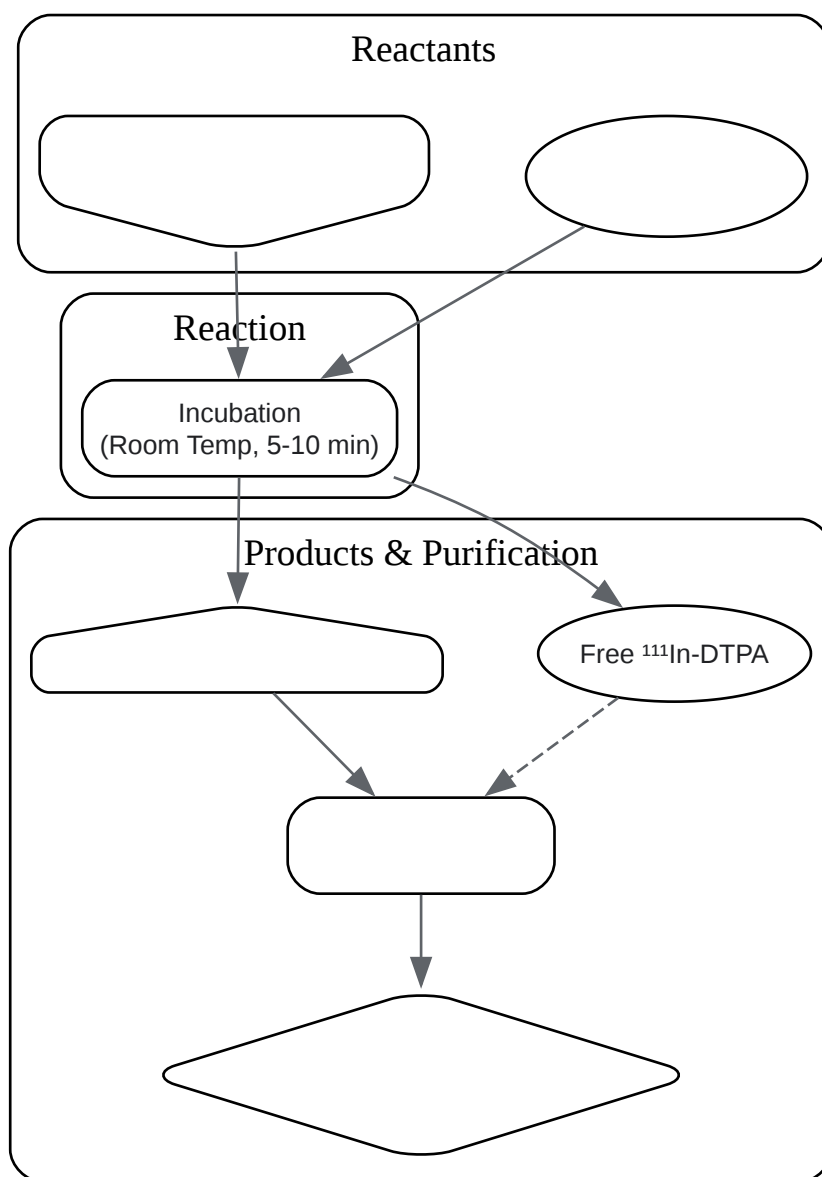 Reactants
Reaction
Incubation
(Room Temp, 5-10 min)
Products & Purification
Free ¹¹¹In-DTPA